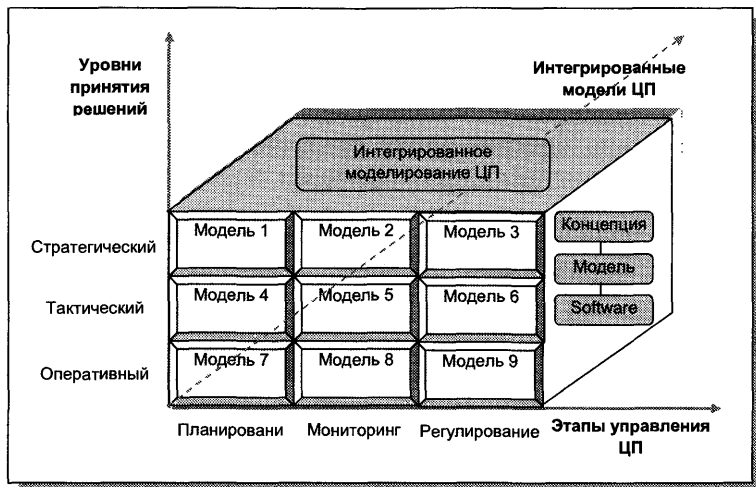 Уровни
принятия
решений
Интегрированные
модели ЦП
Интегрированное
моделирование ЦП
Стратегический
Модель 1
Модель 2
Модель 3
Концепция
Модель
Software
Тактический
Модель 4
Модель 5
Модель 6
Оперативный
Модель 7
Модель 8
Модель 9
Планировани
Мониторинг
Регулирование
Этапы управления
ЦП